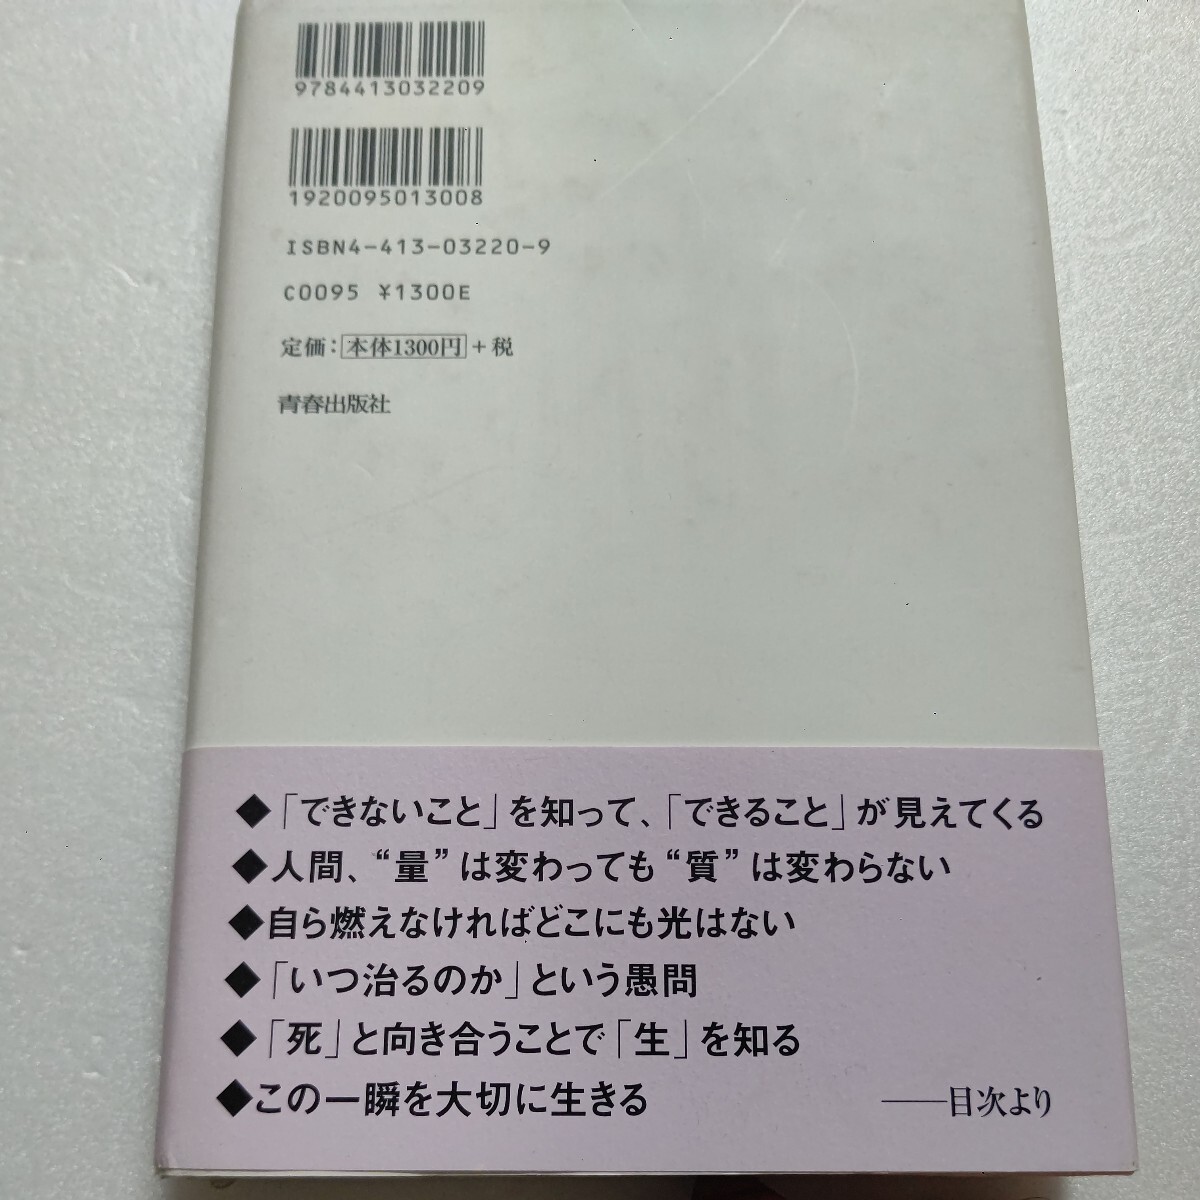 9784413032209
1920095013008
ISBN4-413-03220-9
C0095 ¥1300E
定価：本体1300円＋税
青春出版社
◆「できないこと」を知って、「できること」が見えてくる
◆人間、“量”は変わっても“質”は変わらない
◆自ら燃えなければどこにも光はない
◆「いつ治るのか」という愚問
◆「死」と向き合うことで「生」を知る
◆この一瞬を大切に生きる
——目次より